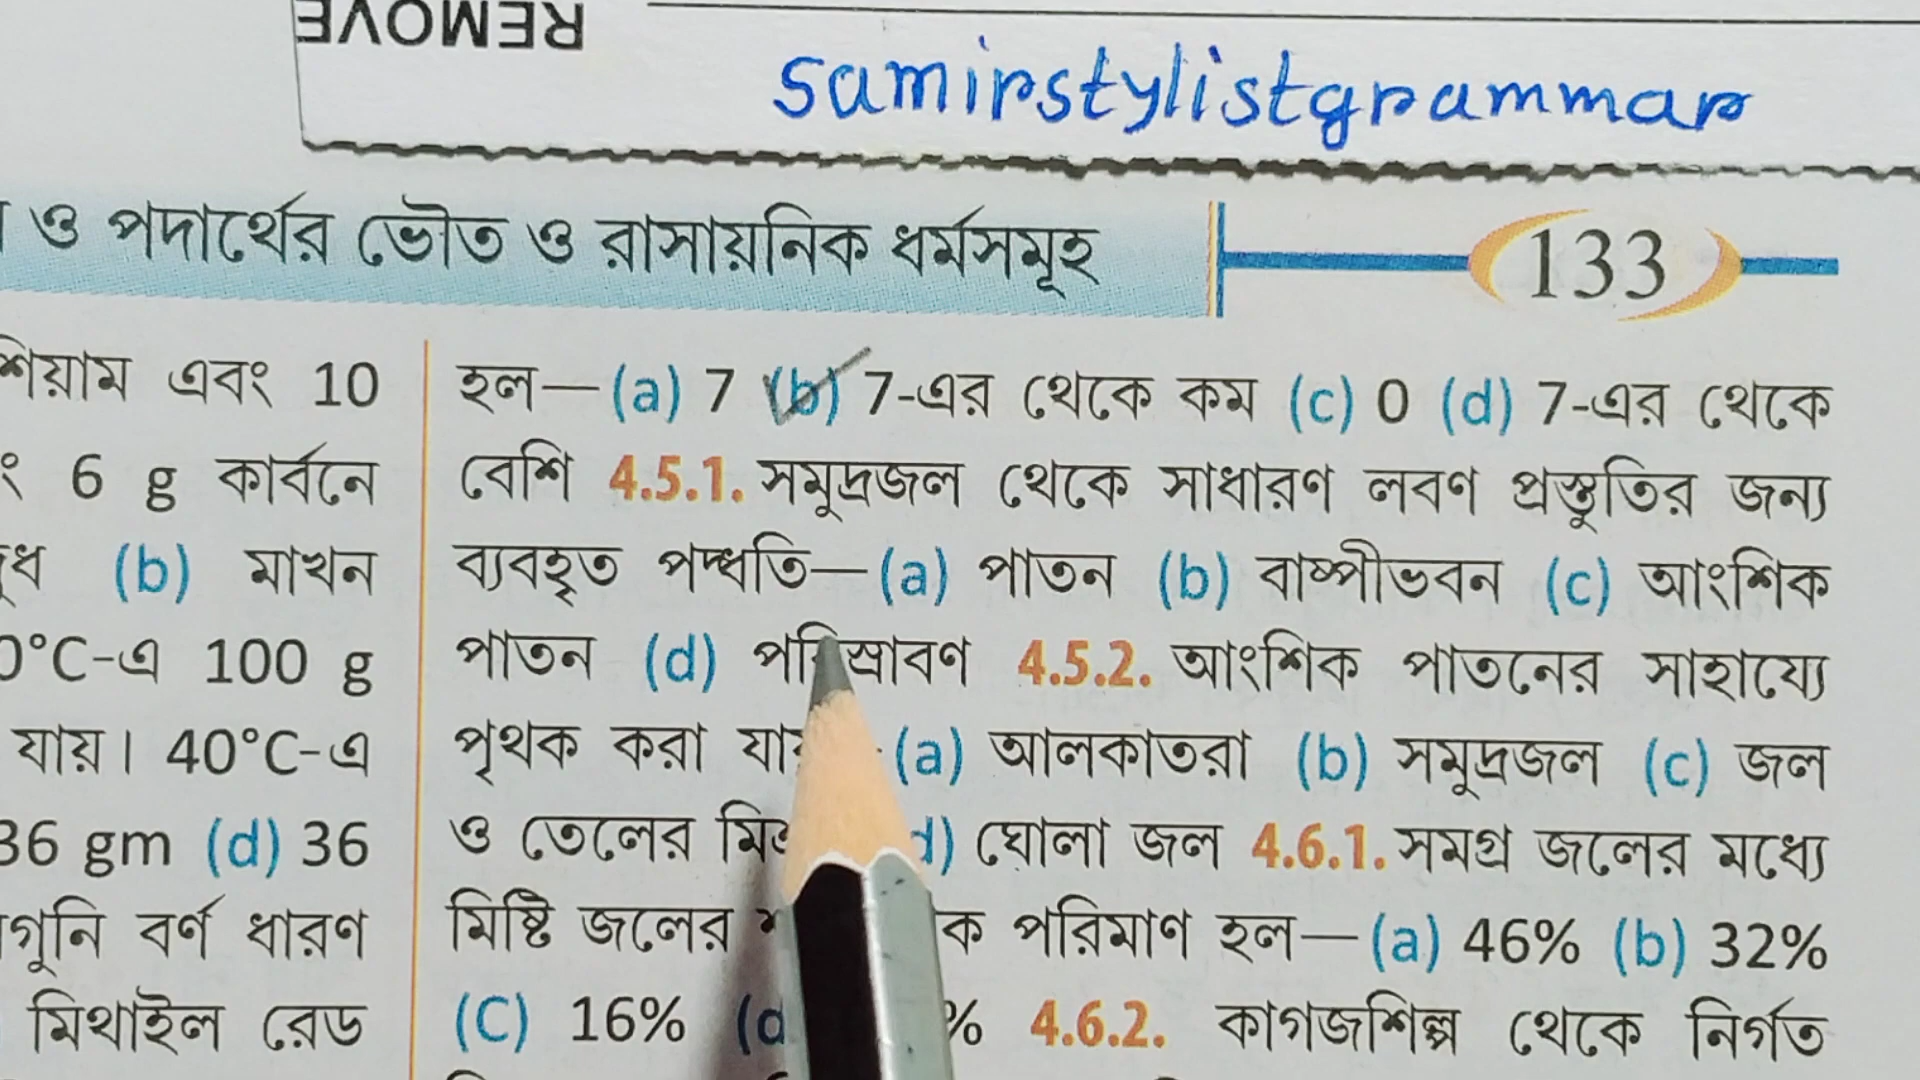 REMOVE
samirstylistgrammar
ও পদার্থের ভৌত ও রাসায়নিক ধর্মসমূহ
133
এবং 10
6 g কার্বনে
(b) মাখন
0°C-এ 100 g
যায়। 40°C-এ
36 gm (d) 36
বর্ণ ধারণ
মিথাইল রেড
হল—(a) 7 (b) 7-এর থেকে কম (c) 0 (d) 7-এর থেকে
বেশি 4.5.1. সমুদ্রজল থেকে সাধারণ লবণ প্রস্তুতির জন্য
ব্যবহৃত পদ্ধতি—(a) পাতন (b) বাষ্পীভবন (c) আংশিক
পাতন (d) পরিস্রাবণ 4.5.2. আংশিক পাতনের সাহায্যে
পৃথক করা (a) আলকাতরা (b) সমুদ্রজল (c) জল
ও তেলের ঘোলা জল 4.6.1. সমগ্র জলের মধ্যে
মিষ্টি জলের পরিমাণ হল—(a) 46% (b) 32%
(C) 16% % 4.6.2. কাগজশিল্প থেকে নির্গত